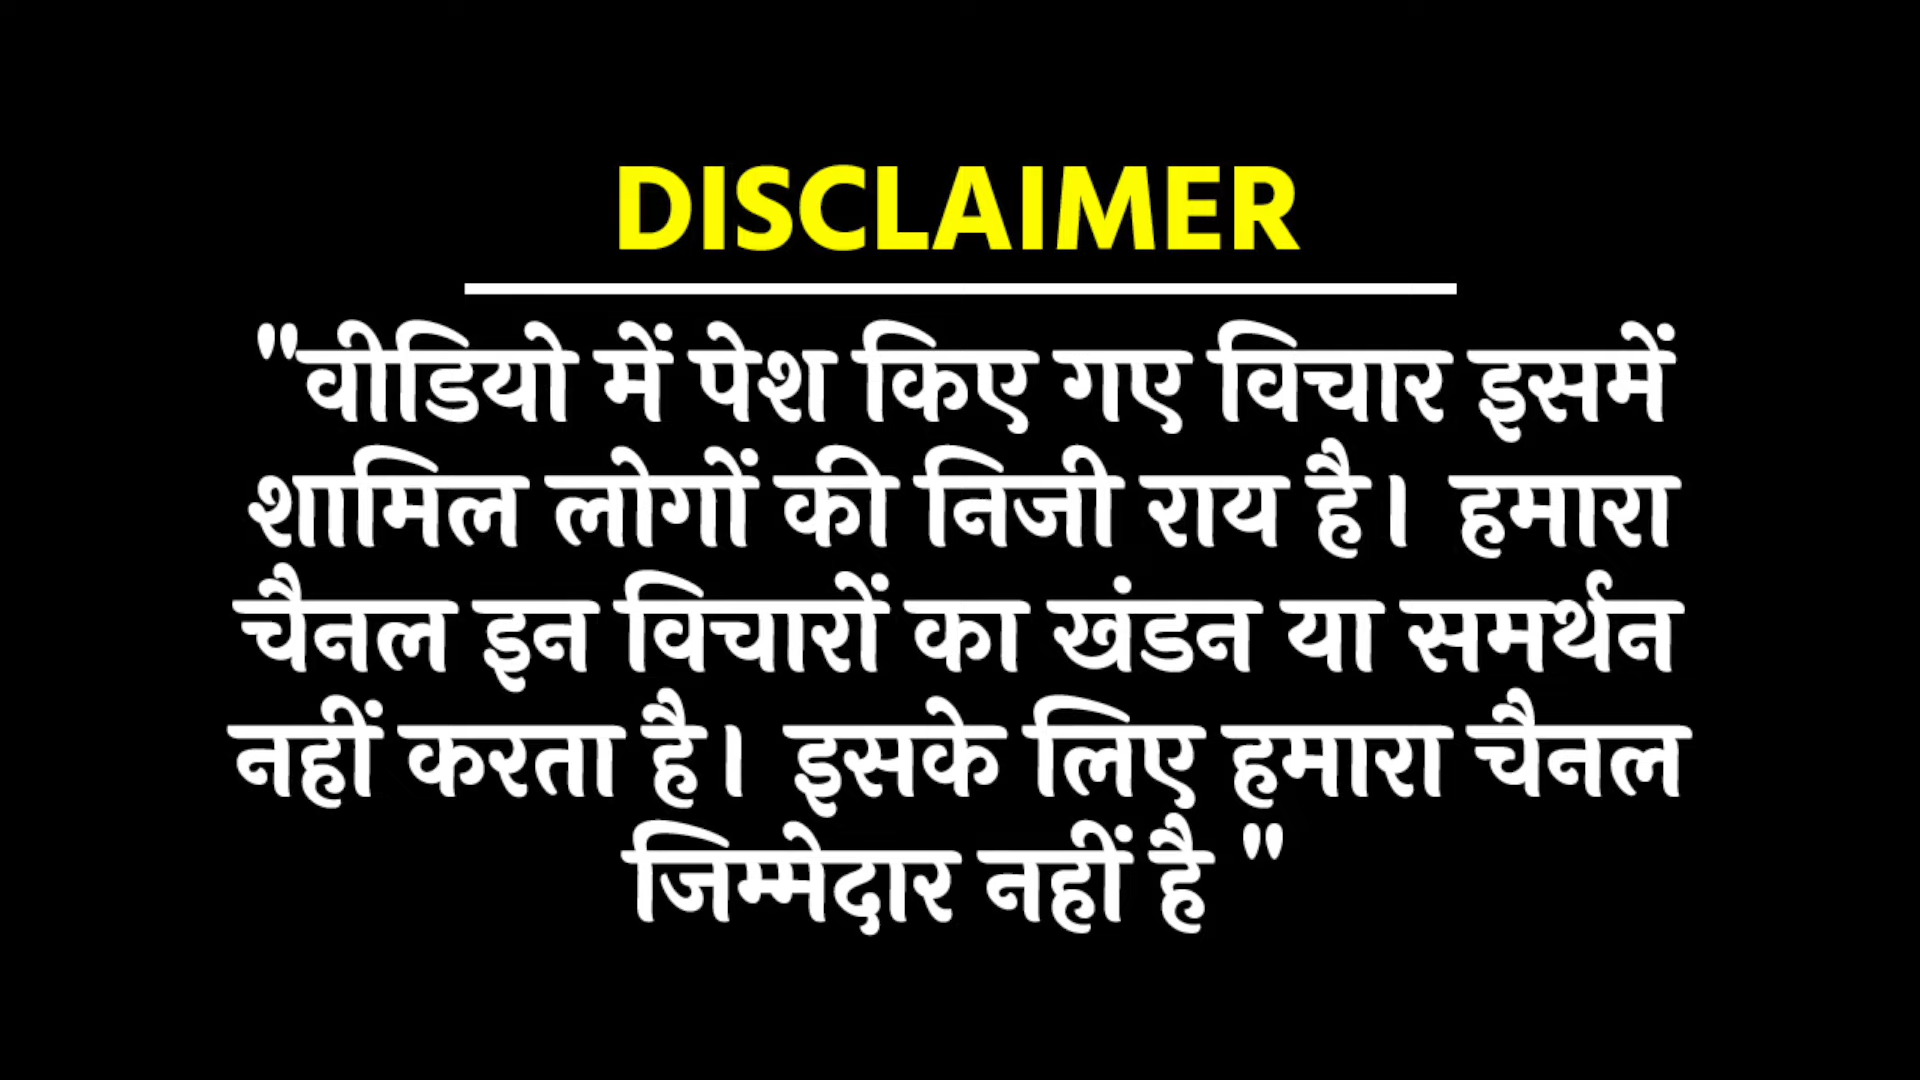 DISCLAIMER
"वीडियो में पेश किए गए विचार इसमें
शामिल लोगों की निजी राय है। हमारा
चैनल इन विचारों का खंडन या समर्थन
नहीं करता है। इसके लिए हमारा चैनल
जिम्मेदार नहीं है "